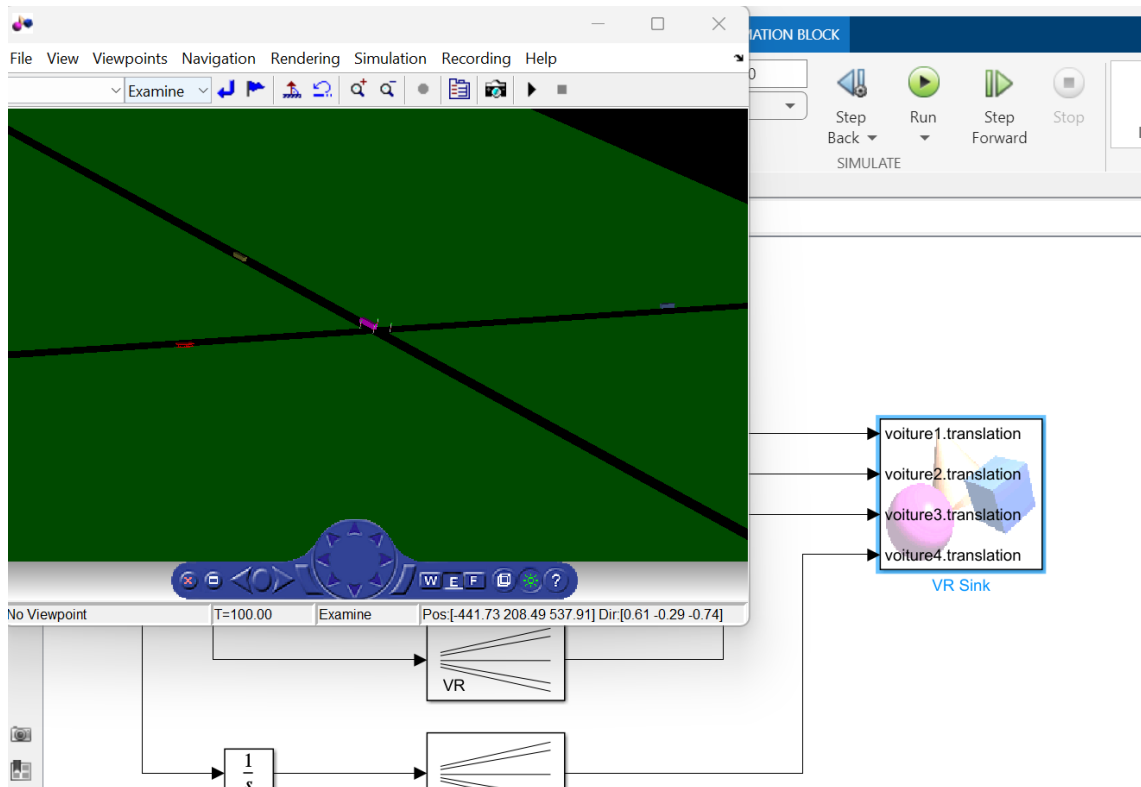 MATION BLOCK
File View Viewpoints Navigation Rendering Simulation Recording Help
Examine
0
Step Back
Run
Step Forward
Stop
SIMULATE
voiture1.translation
voiture2.translation
voiture3.translation
voiture4.translation
VR Sink
W E F ?
No Viewpoint T=100.00 Examine Pos:[-441.73 208.49 537.91] Dir:[0.61 -0.29 -0.74]
VR
1
s